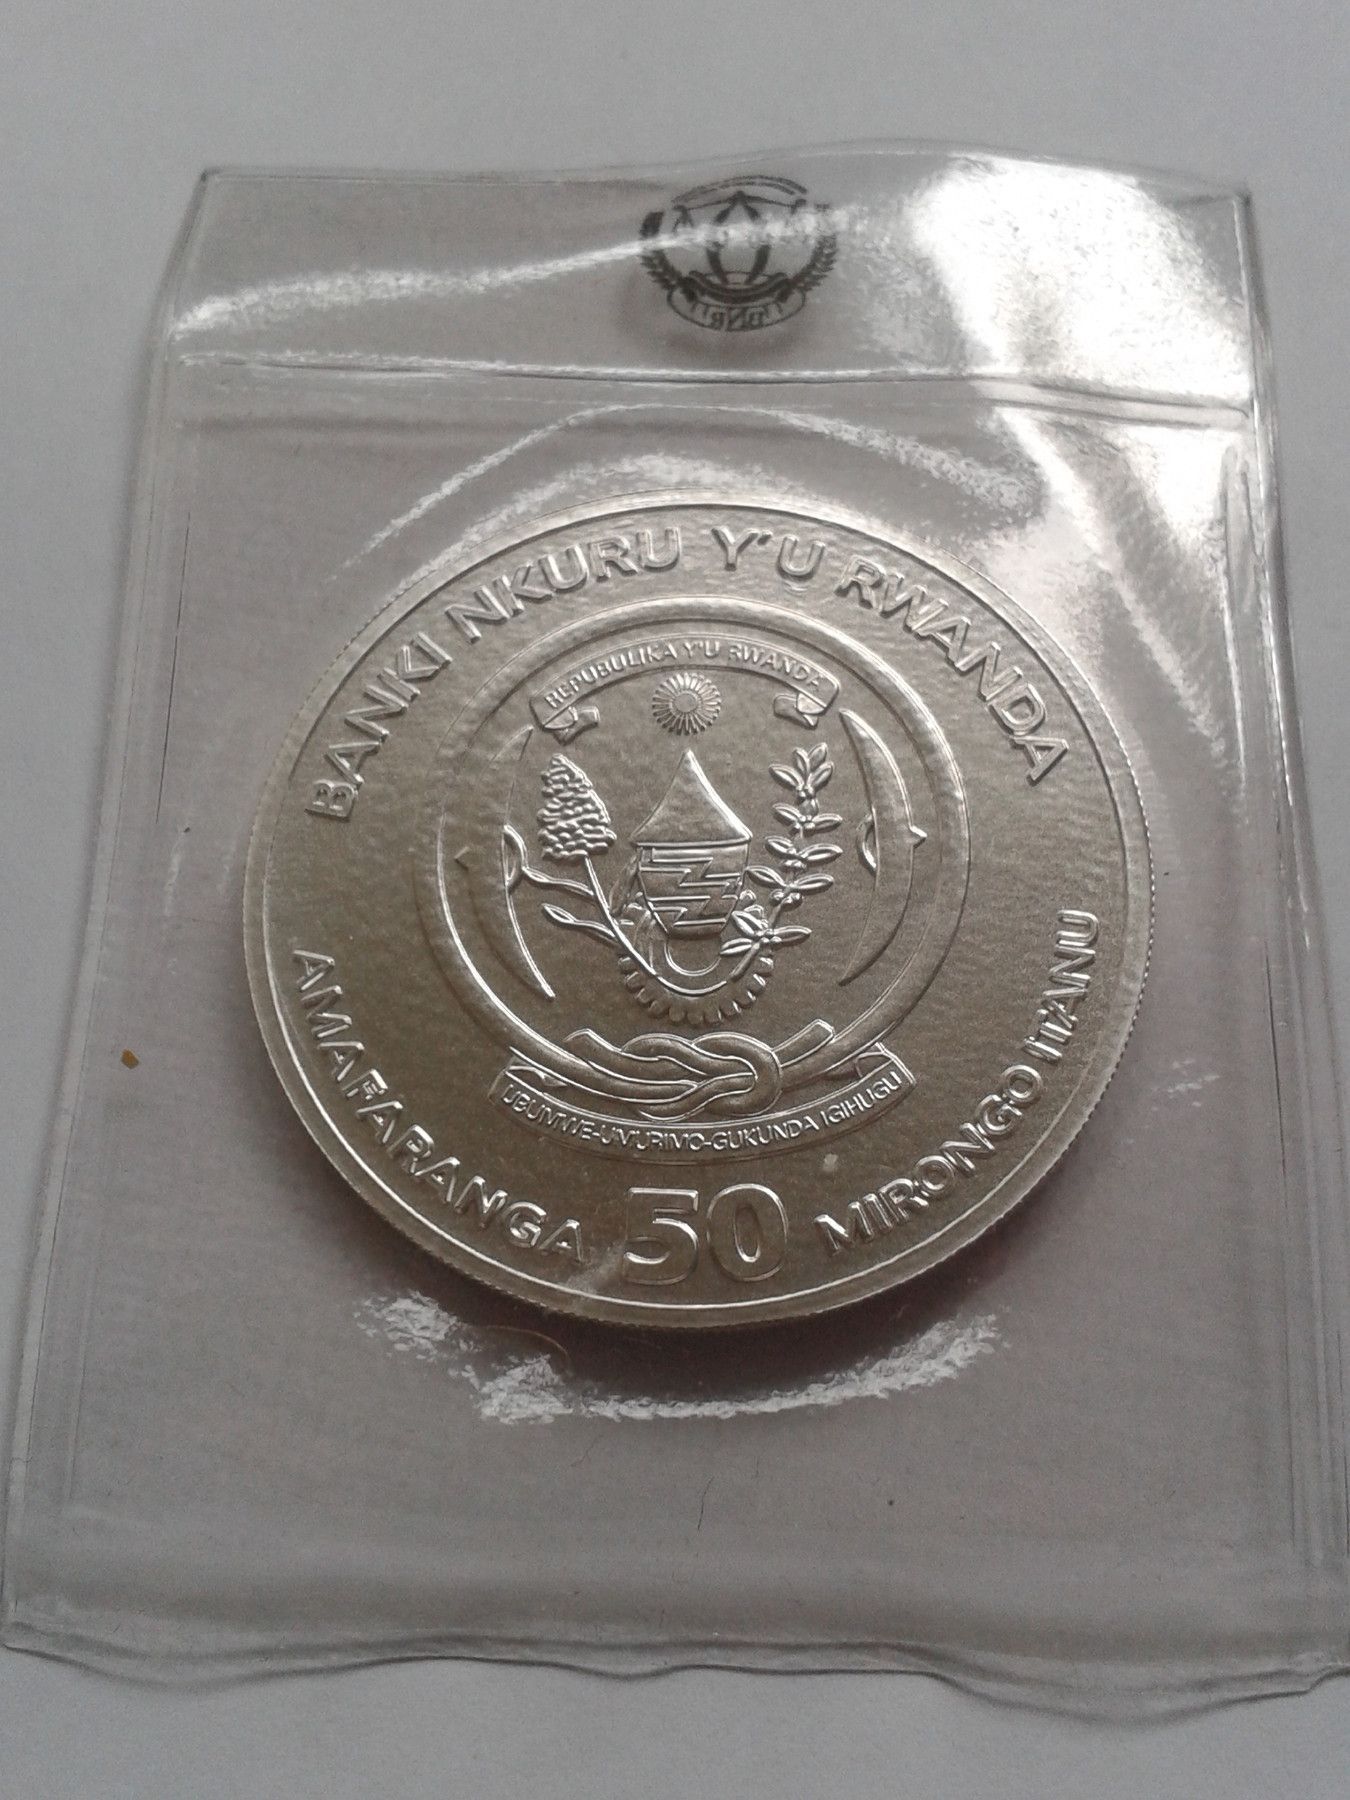 BANKI NKURU Y'U RWANDA
REPUBULIKA Y'U RWANDA
UBUMWE-UMURIMO-GUKUNDA IGIHUGU
AMAFARANGA 50 MIRONGO ITANU